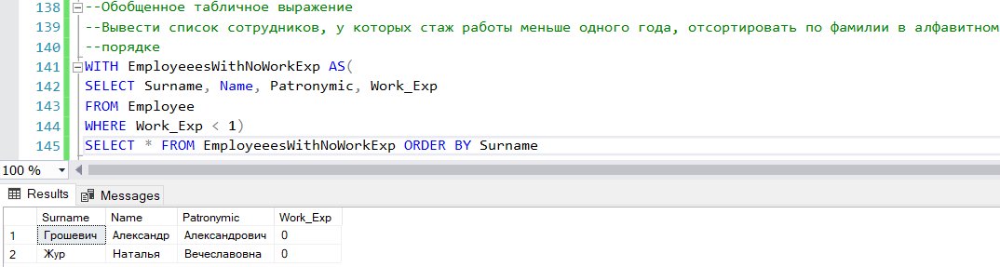 138 --Обобщенное табличное выражение
139 --Вывести список сотрудников, у которых стаж работы меньше одного года, отсортировать по фамилии в алфавитном
140 --порядке
141 WITH EmployeeesWithNoWorkExp AS(
142 SELECT Surname, Name, Patronymic, Work_Exp
143 FROM Employee
144 WHERE Work_Exp < 1)
145 SELECT * FROM EmployeeesWithNoWorkExp ORDER BY Surname
100 %
Results Messages
Surname Name Patronymic Work_Exp
1 Грошевич Александр Александрович 0
2 Жур Наталья Вечеславовна 0